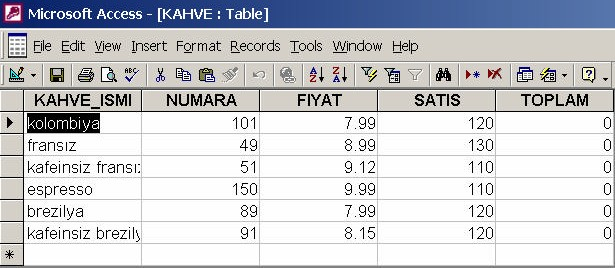 Microsoft Access - [KAHVE : Table]
File Edit View Insert Format Records Tools Window Help
KAHVE_ISMI NUMARA FIYAT SATIS TOPLAM
kolombiya 101 7.99 120 0
fransız 49 8.99 130 0
kafeinsiz fransız 51 9.12 110 0
espresso 150 9.99 110 0
brezilya 89 7.99 120 0
kafeinsiz brezily 91 8.15 120 0